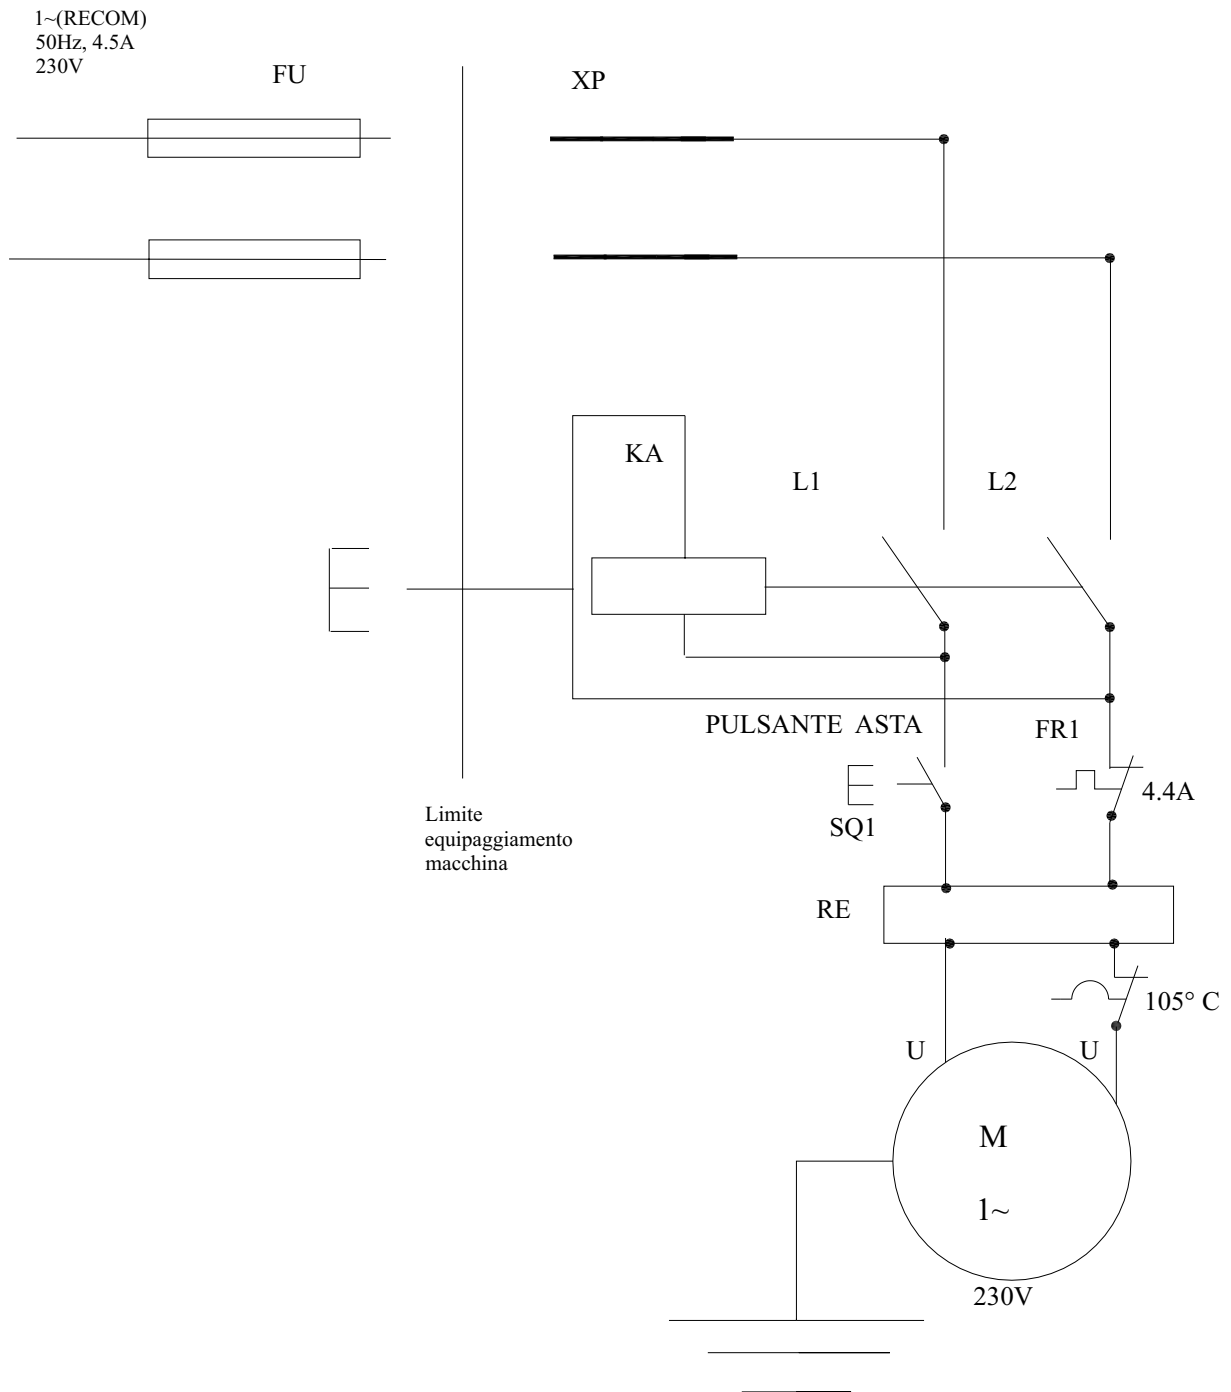 1~(RECOM)
50Hz, 4.5A
230V
FU
XP
KA
L1
L2
PULSANTE ASTA
FR1
4.4A
SQ1
Limite
equipaggiamento
macchina
RE
105° C
U
U
M
1~
230V